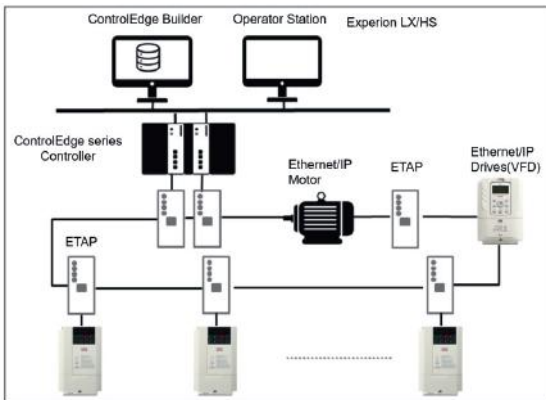 ControlEdge Builder
Operator Station
Experion LX/HS
ControlEdge series
Controller
Ethernet/IP
Motor
ETAP
Ethernet/IP
Drives(VFD)
ETAP